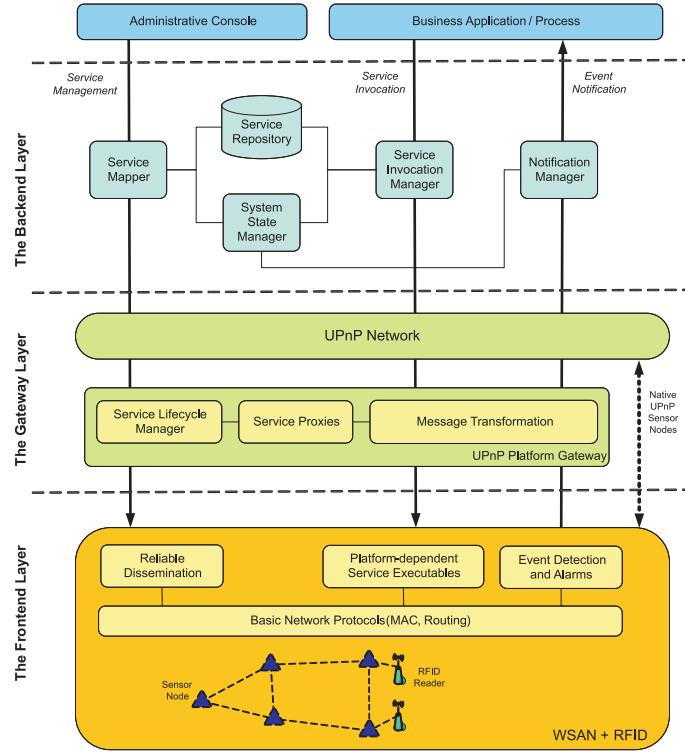 Administrative Console
Business Application / Process
Service
Management
Service
Invocation
Event
Notification
The Backend Layer
Service
Repository
Service
Mapper
Service
Invocation
Manager
Notification
Manager
System
State
Manager
The Gateway Layer
UPnP Network
Service Lifecycle
Manager
Service Proxies
Message Transformation
UPnP Platform Gateway
Native
UPnP
Sensor
Nodes
The Frontend Layer
Reliable
Dissemination
Platform-dependent
Service Executables
Event Detection
and Alarms
Basic Network Protocols(MAC, Routing)
Sensor
Node
RFID
Reader
WSAN + RFID